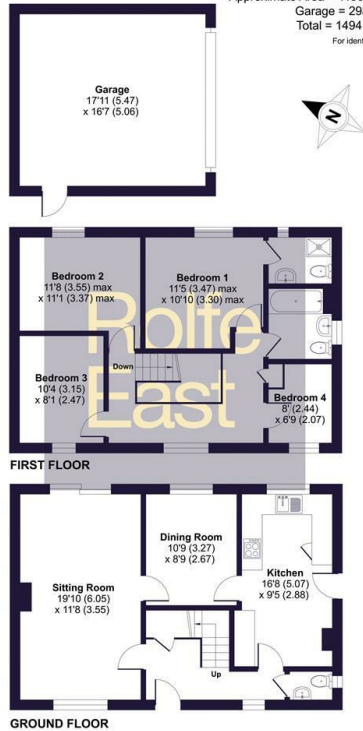 Garage = 29
Total = 1494
For ident
Garage
17'11 (5.47)
x 16'7 (5.06)
N
Bedroom 2
11'8 (3.55) max
x 11'1 (3.37) max
Bedroom 1
11'5 (3.47) max
x 10'10 (3.30) max
Rolfe
East
Down
Bedroom 3
10'4 (3.15)
x 8'1 (2.47)
Bedroom 4
8' (2.44)
x 6'9 (2.07)
FIRST FLOOR
Sitting Room
19'10 (6.05)
x 11'8 (3.55)
Dining Room
10'9 (3.27)
x 8'9 (2.67)
Kitchen
16'8 (5.07)
x 9'5 (2.88)
Up
GROUND FLOOR